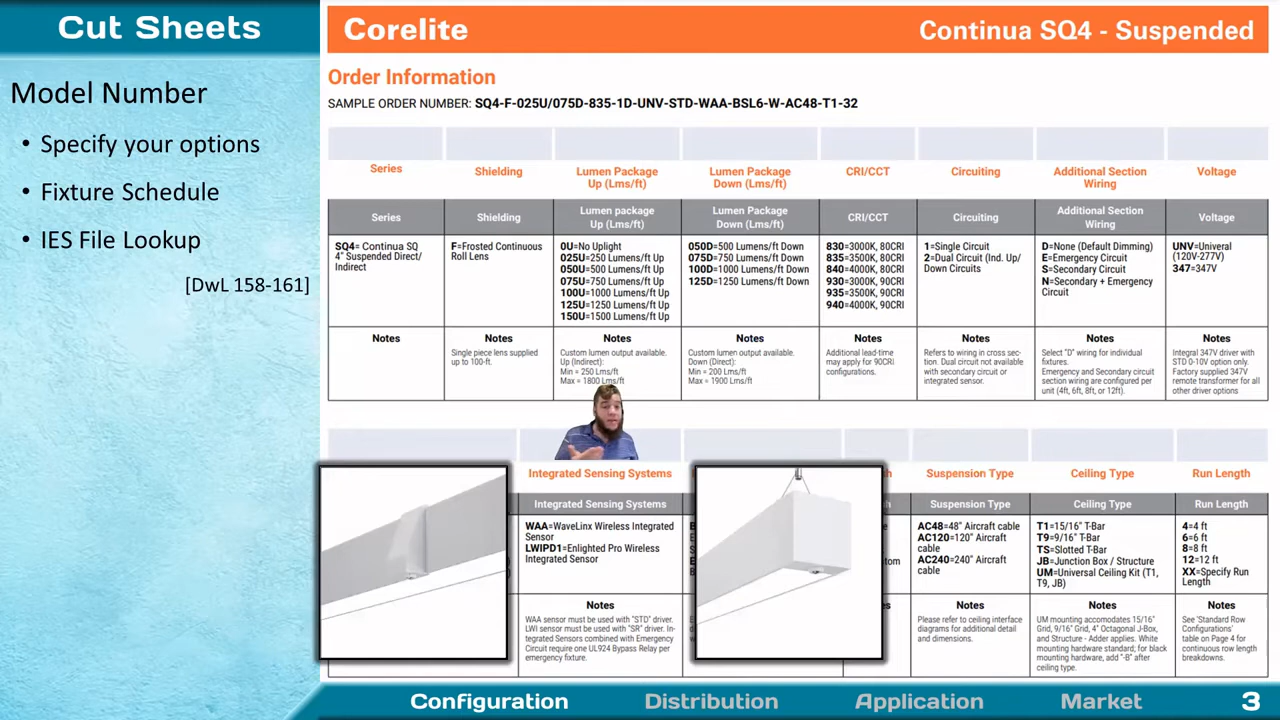 Cut Sheets
Model Number
• Specify your options
• Fixture Schedule
• IES File Lookup
[DwL 158-161]
Corelite
Continua SQ4 - Suspended
Order Information
SAMPLE ORDER NUMBER: SQ4-F-025U/075D-835-1D-UNV-STD-WAA-BSL6-W-AC48-T1-32
Series
Shielding
Lumen Package
Up (Lms/ft)
Lumen Package
Down (Lms/ft)
CRI/CCT
Circuiting
Additional Section
Wiring
Voltage
Series
Shielding
Lumen package
Up (Lms/ft)
Lumen Package
Down (Lms/ft)
CRI/CCT
Circuiting
Additional Section
Wiring
Voltage
SQ4= Continua SQ
4" Suspended Direct/
Indirect
F=Frosted Continuous
Roll Lens
0U=No Uplight
025U=250 Lumens/ft Up
050U=500 Lumens/ft Up
075U=750 Lumens/ft Up
100U=1000 Lumens/ft Up
125U=1250 Lumens/ft Up
150U=1500 Lumens/ft Up
050D=500 Lumens/ft Down
075D=750 Lumens/ft Down
100D=1000 Lumens/ft Down
125D=1250 Lumens/ft Down
830=3000K, 80CRI
835=3500K, 80CRI
840=4000K, 80CRI
930=3000K, 90CRI
935=3500K, 90CRI
940=4000K, 90CRI
1=Single Circuit
2=Dual Circuit (Ind. Up/
Down Circuits)
D=None (Default Dimming)
E=Emergency Circuit
S=Secondary Circuit
N=Secondary + Emergency
Circuit
UNV=Univeral
(120V-277V)
347=347V
Notes
Notes
Single piece lens supplied
up to 100-ft.
Notes
Custom lumen output available.
Up (Indirect):
Min = 250 Lms/ft
Max = 1800 Lms/ft
Notes
Custom lumen output available.
Down (Direct):
Min = 200 Lms/ft
Max = 1900 Lms/ft
Notes
Additional lead-time
may apply for 90CRI
configurations.
Notes
Refers to wiring in cross sec-
tion. Dual circuit not available
with secondary circuit or
integrated sensor.
Notes
Select "D" wiring for individual
fixtures.
Emergency and Secondary circuit
section wiring are configured per
unit (4ft, 6ft, 8ft, or 12ft).
Notes
Integral 347V driver with
STD 0-10V option only.
Factory supplied 347V
remote transformer for all
other driver options
Integrated Sensing Systems
Suspension Type
Ceiling Type
Run Length
Integrated Sensing Systems
Suspension Type
Ceiling Type
Run Length
WAA=WaveLinx Wireless Integrated
Sensor
LWIPD1=Enlighted Pro Wireless
Integrated Sensor
tom
AC48=48" Aircraft cable
AC120=120" Aircraft
cable
AC240=240" Aircraft
cable
T1=15/16" T-Bar
T9=9/16" T-Bar
TS=Slotted T-Bar
JB=Junction Box / Structure
UM=Universal Ceiling Kit (T1,
T9, JB)
4=4 ft
6=6 ft
8=8 ft
12=12 ft
XX=Specify Run
Length
Notes
WAA sensor must be used with "STD" driver.
LWI sensor must be used with "SR" driver. In-
tegrated Sensors combined with Emergency
Circuit require one UL924 Bypass Relay per
emergency fixture.
Notes
Please refer to ceiling interface
diagrams for additional detail
and dimensions.
Notes
UM mounting accomodates 15/16"
Grid, 9/16" Grid, 4" Octagonal J-Box,
and Structure - Adder applies. White
mounting hardware standard; for black
mounting hardware, add "-B" after
ceiling type.
Notes
See 'Standard Row
Configurations'
table on Page 4 for
continuous row length
breakdowns.
Configuration
Distribution
Application
Market
3